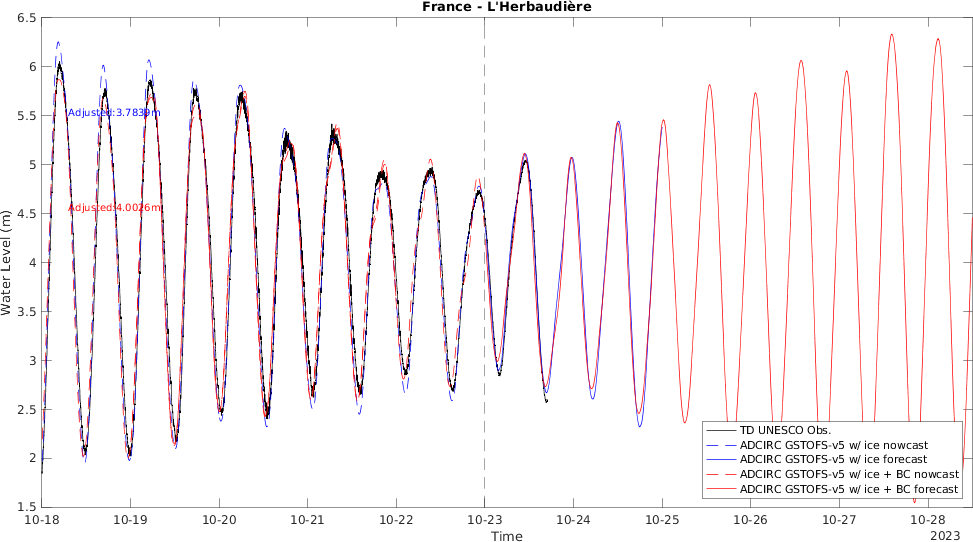 France - L'Herbaudière
6.5
6
5.5
5
4.5
4
3.5
3
2.5
2
1.5
Water Level (m)
Adjusted:3.7839m
Adjusted:4.0026m
TD UNESCO Obs.
ADCIRC GSTOFS-v5 w/ ice nowcast
ADCIRC GSTOFS-v5 w/ ice forecast
ADCIRC GSTOFS-v5 w/ ice + BC nowcast
ADCIRC GSTOFS-v5 w/ ice + BC forecast
10-18 10-19 10-20 10-21 10-22 10-23 10-24 10-25 10-26 10-27 10-28
Time
2023